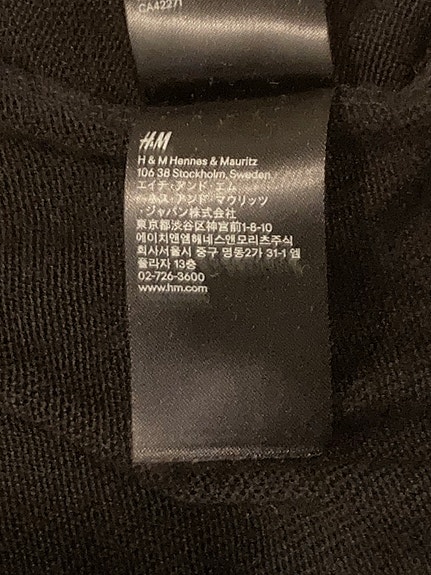 CA42271
H&M
H & M Hennes & Mauritz
106 38 Stockholm, Sweden
エイチ・アンド・エム
ヘネス・アンド マウリッツ
・ジャパン株式会社
東京都渋谷区神宮前1-8-10
에이치앤엠헤네스앤모리츠주식
회사서울시 중구 명동2가 31-1 엠
플라자 13층
02-726-3600
www.hm.com